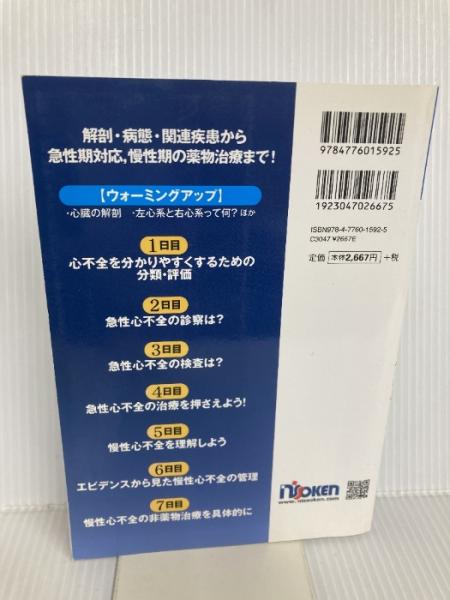 解剖・病態・関連疾患から
急性期対応,慢性期の薬物治療まで!
【ウォーミングアップ】
・心臓の解剖 ・左心系と右心系って何? ほか
1日目
心不全を分かりやすくするための
分類・評価
2日目
急性心不全の診察は?
3日目
急性心不全の検査は?
4日目
急性心不全の治療を押さえよう!
5日目
慢性心不全を理解しよう
6日目
エビデンスから見た慢性心不全の管理
7日目
慢性心不全の非薬物治療を具体的に
9784776015925
1923047026675
ISBN978-4-7760-1592-5
C3047 ¥2667E
定価 本体2,667円 +税
nissoken
www.nissoken.com